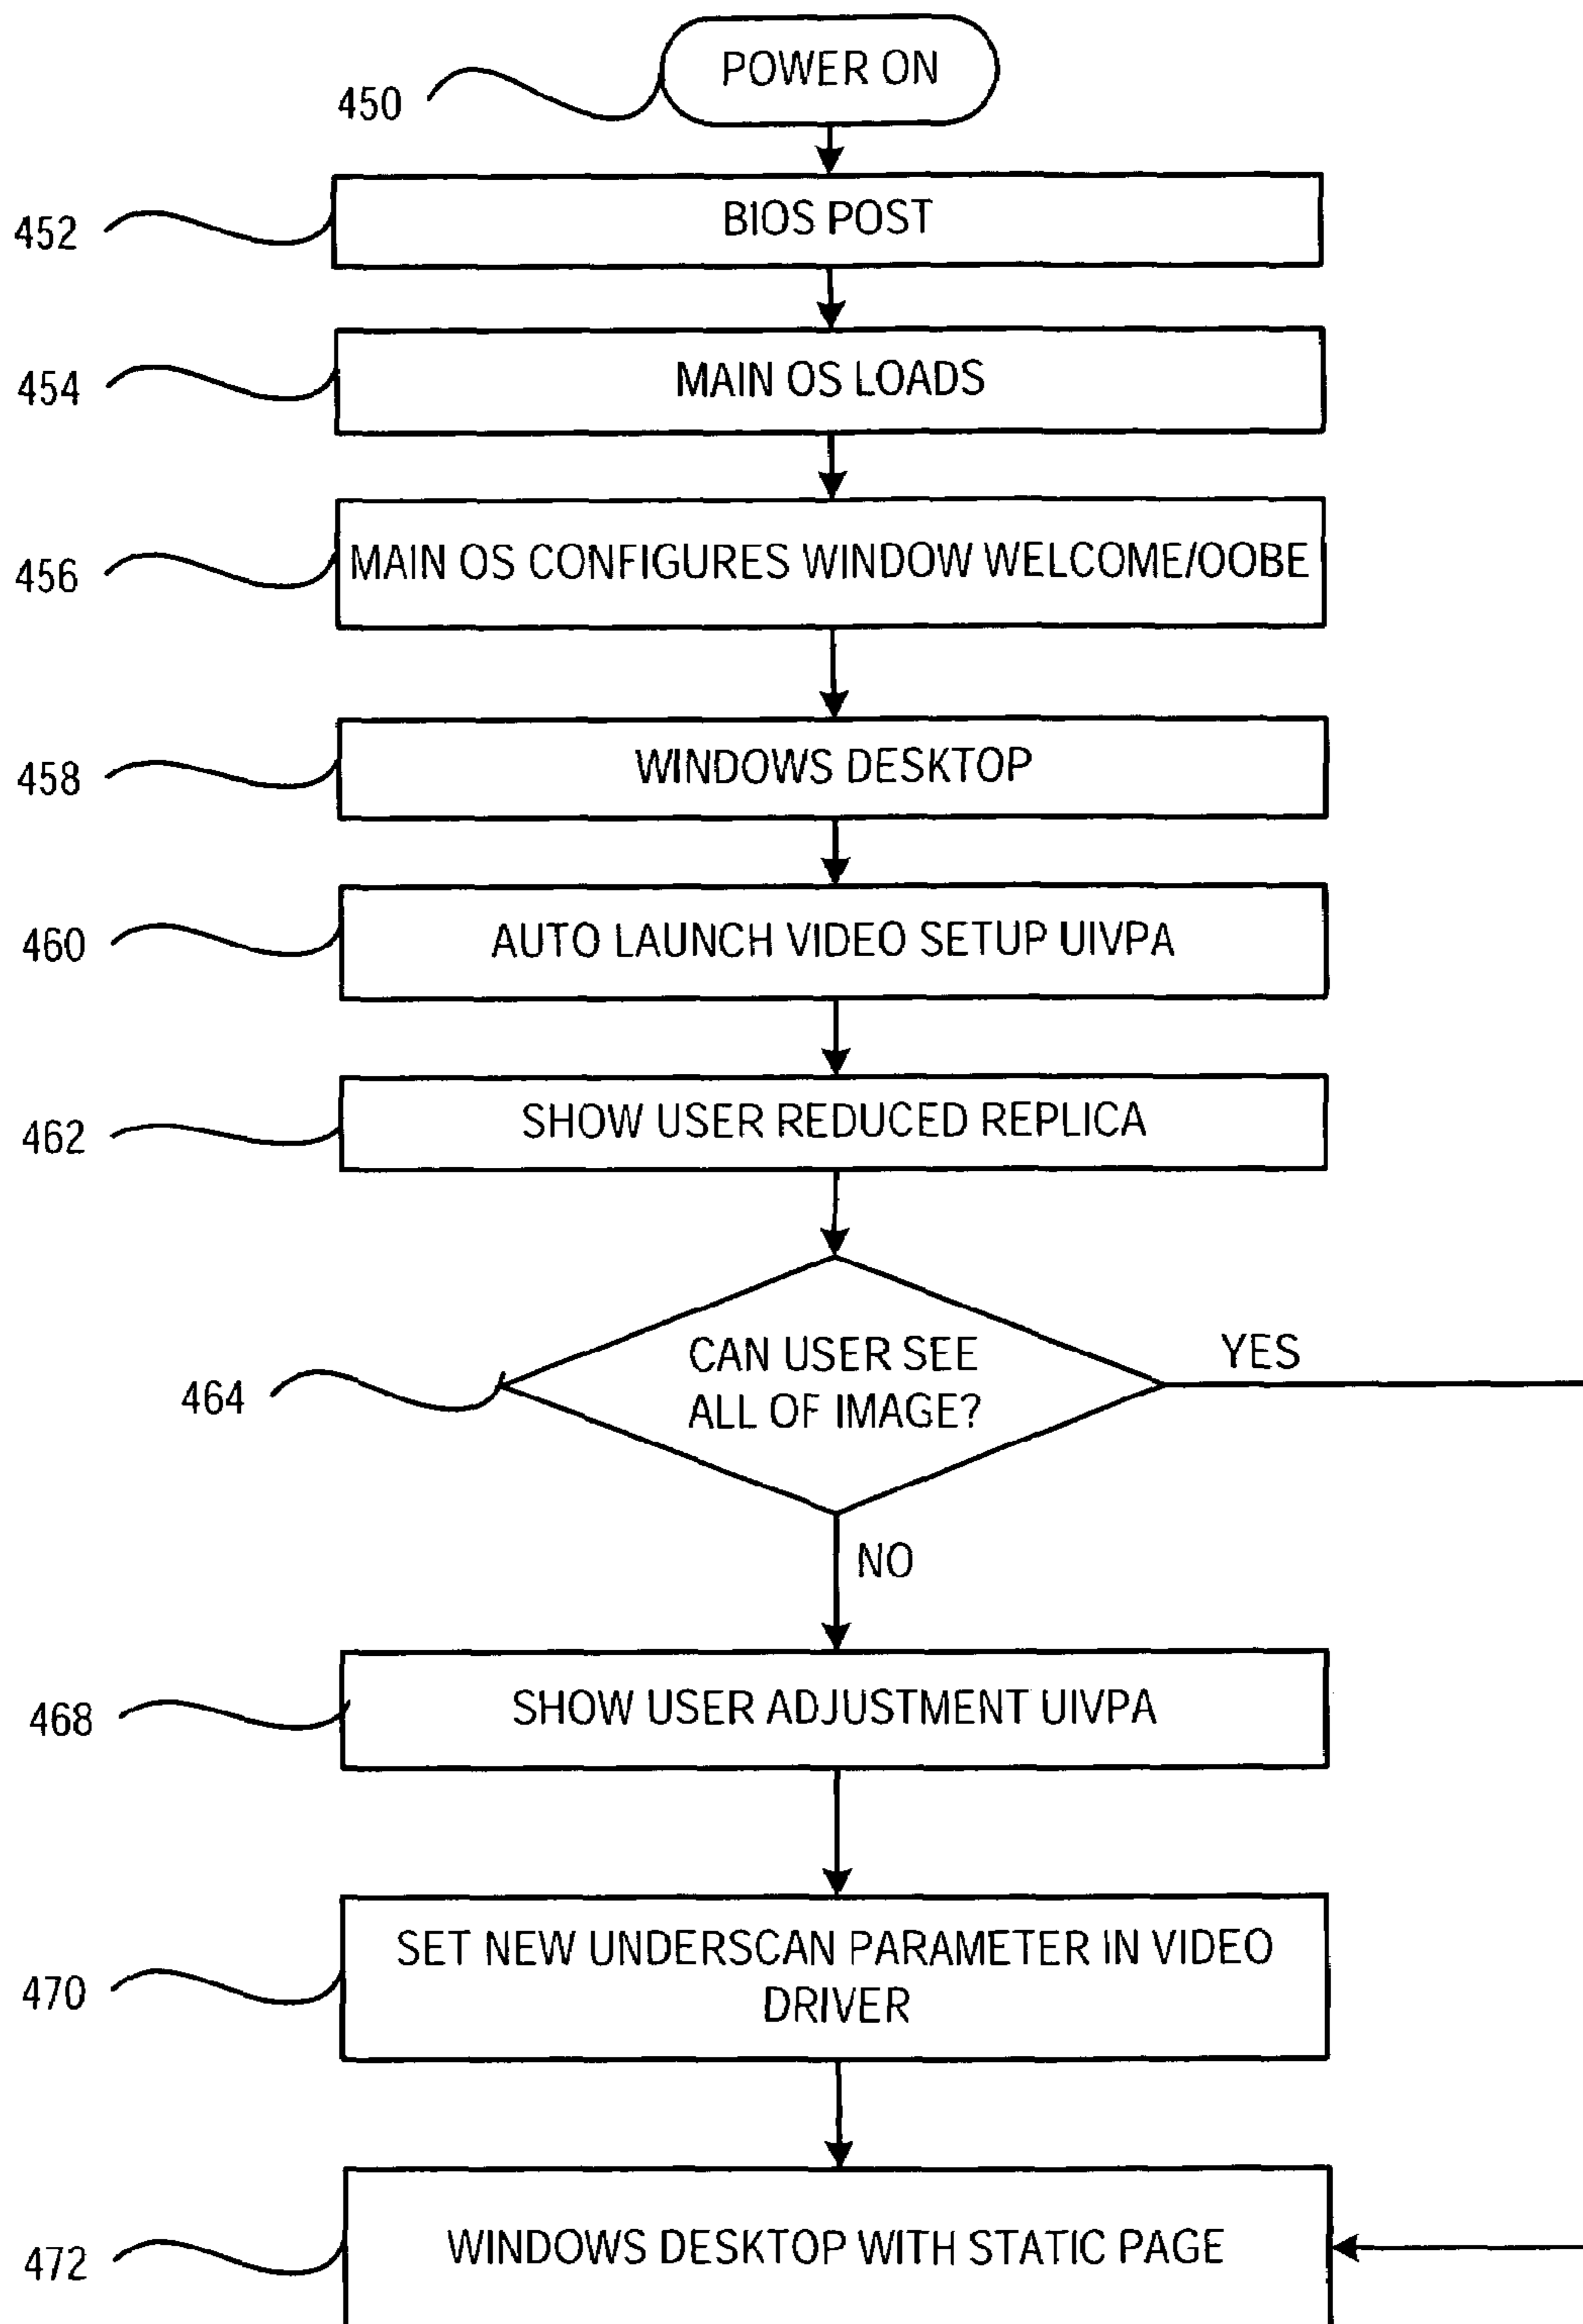 POWER ON
450
BIOS POST
452
MAIN OS LOADS
454
MAIN OS CONFIGURES WINDOW WELCOME/OOBE
456
WINDOWS DESKTOP
458
AUTO LAUNCH VIDEO SETUP UIVPA
460
SHOW USER REDUCED REPLICA
462
CAN USER SEE
ALL OF IMAGE?
YES
464
NO
SHOW USER ADJUSTMENT UIVPA
468
SET NEW UNDERSCAN PARAMETER IN VIDEO
DRIVER
470
WINDOWS DESKTOP WITH STATIC PAGE
472